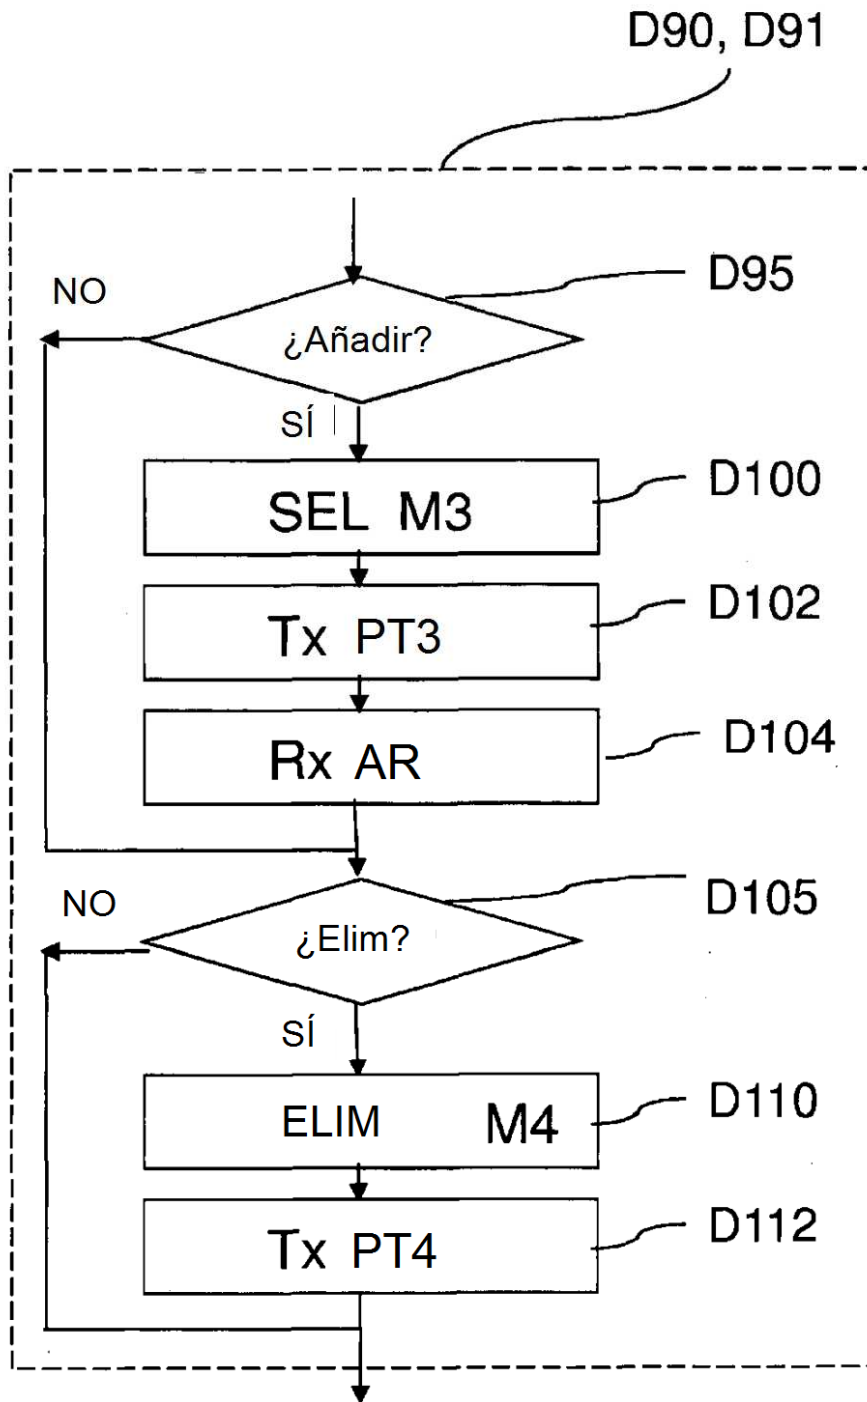 D90, D91
D95
NO
¿Añadir?
SÍ
D100
SEL M3
D102
Tx PT3
D104
Rx AR
D105
NO
¿Elim?
SÍ
D110
ELIM M4
D112
Tx PT4